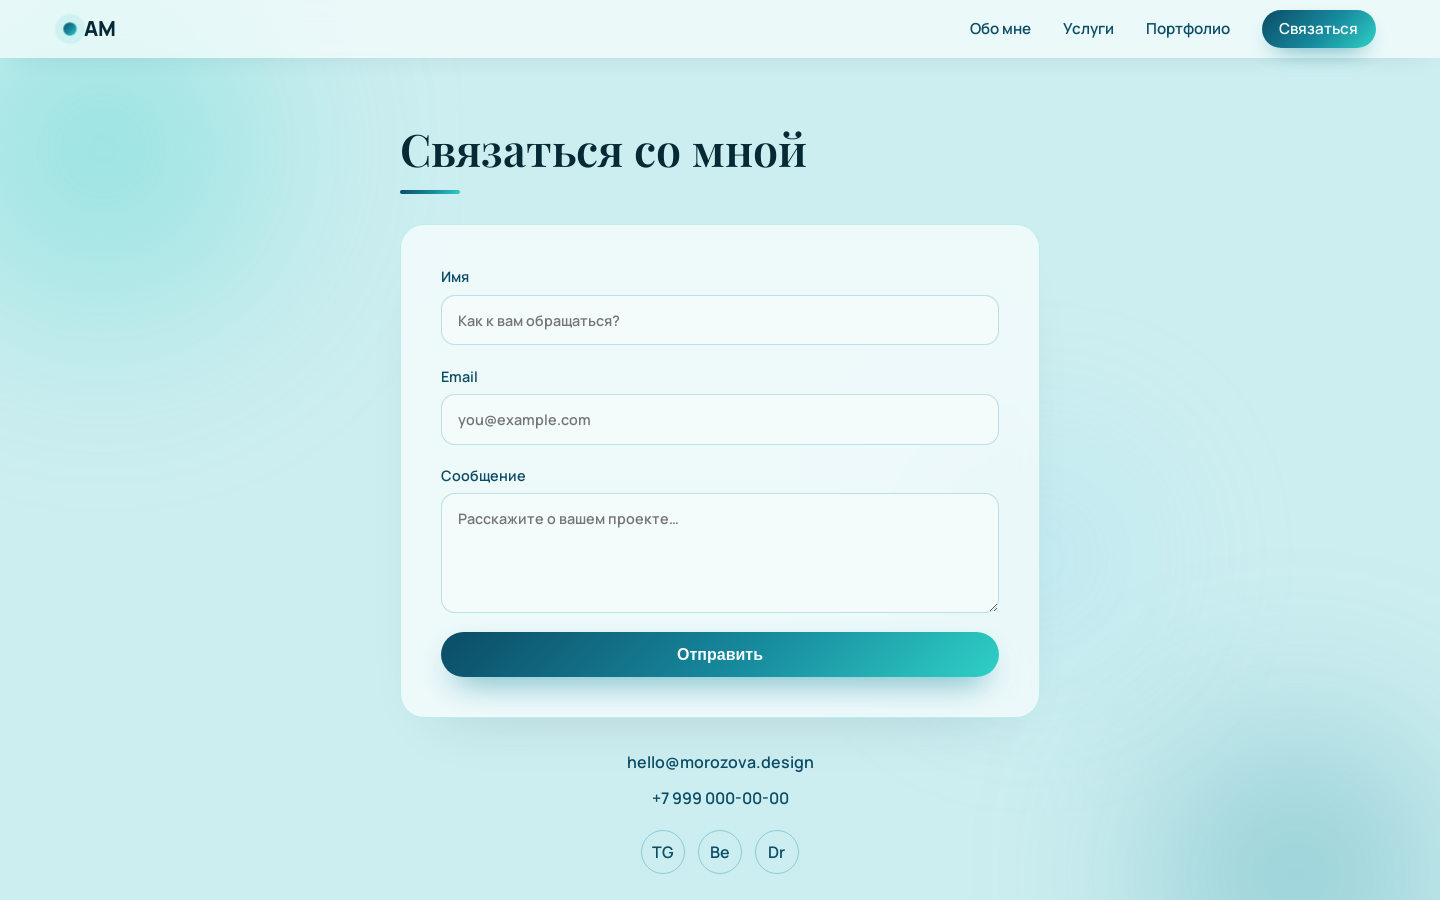 AM
Обо мне
Услуги
Портфолио
Связаться
Связаться со мной
Имя
Как к вам обращаться?
Email
you@example.com
Сообщение
Расскажите о вашем проекте…
Отправить
hello@morozova.design
+7 999 000-00-00
TG
Be
Dr